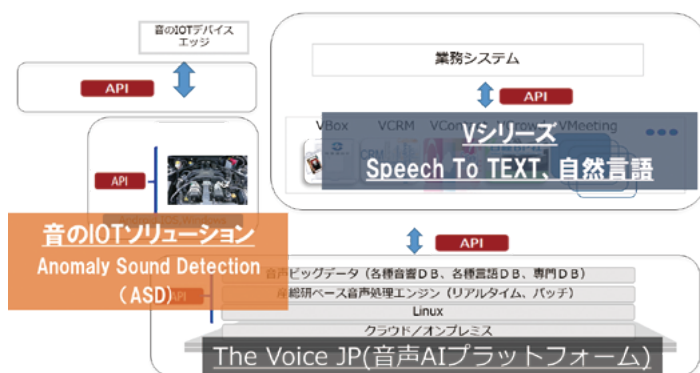 音のIOTデバイス
エッジ
API
API
音のIOTソリューション
Anomaly Sound Detection
（ASD）
API
業務システム
API
VBox VCRM VMeeting
Vシリーズ
Speech To TEXT、自然言語
API
音声ビッグデータ（各種音響DB、各種言語DB、専門DB）
産総研ベース音声処理エンジン（リアルタイム、バッチ）
Linux
クラウド／オンプレミス
The Voice JP(音声AIプラットフォーム)